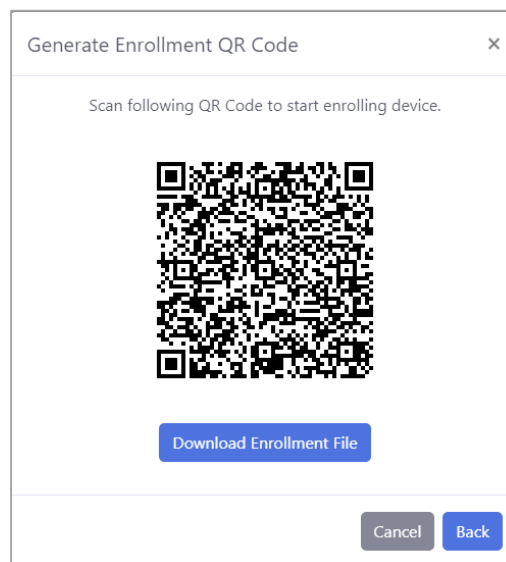 Generate Enrollment QR Code ×
Scan following QR Code to start enrolling device.
Download Enrollment File
Cancel Back